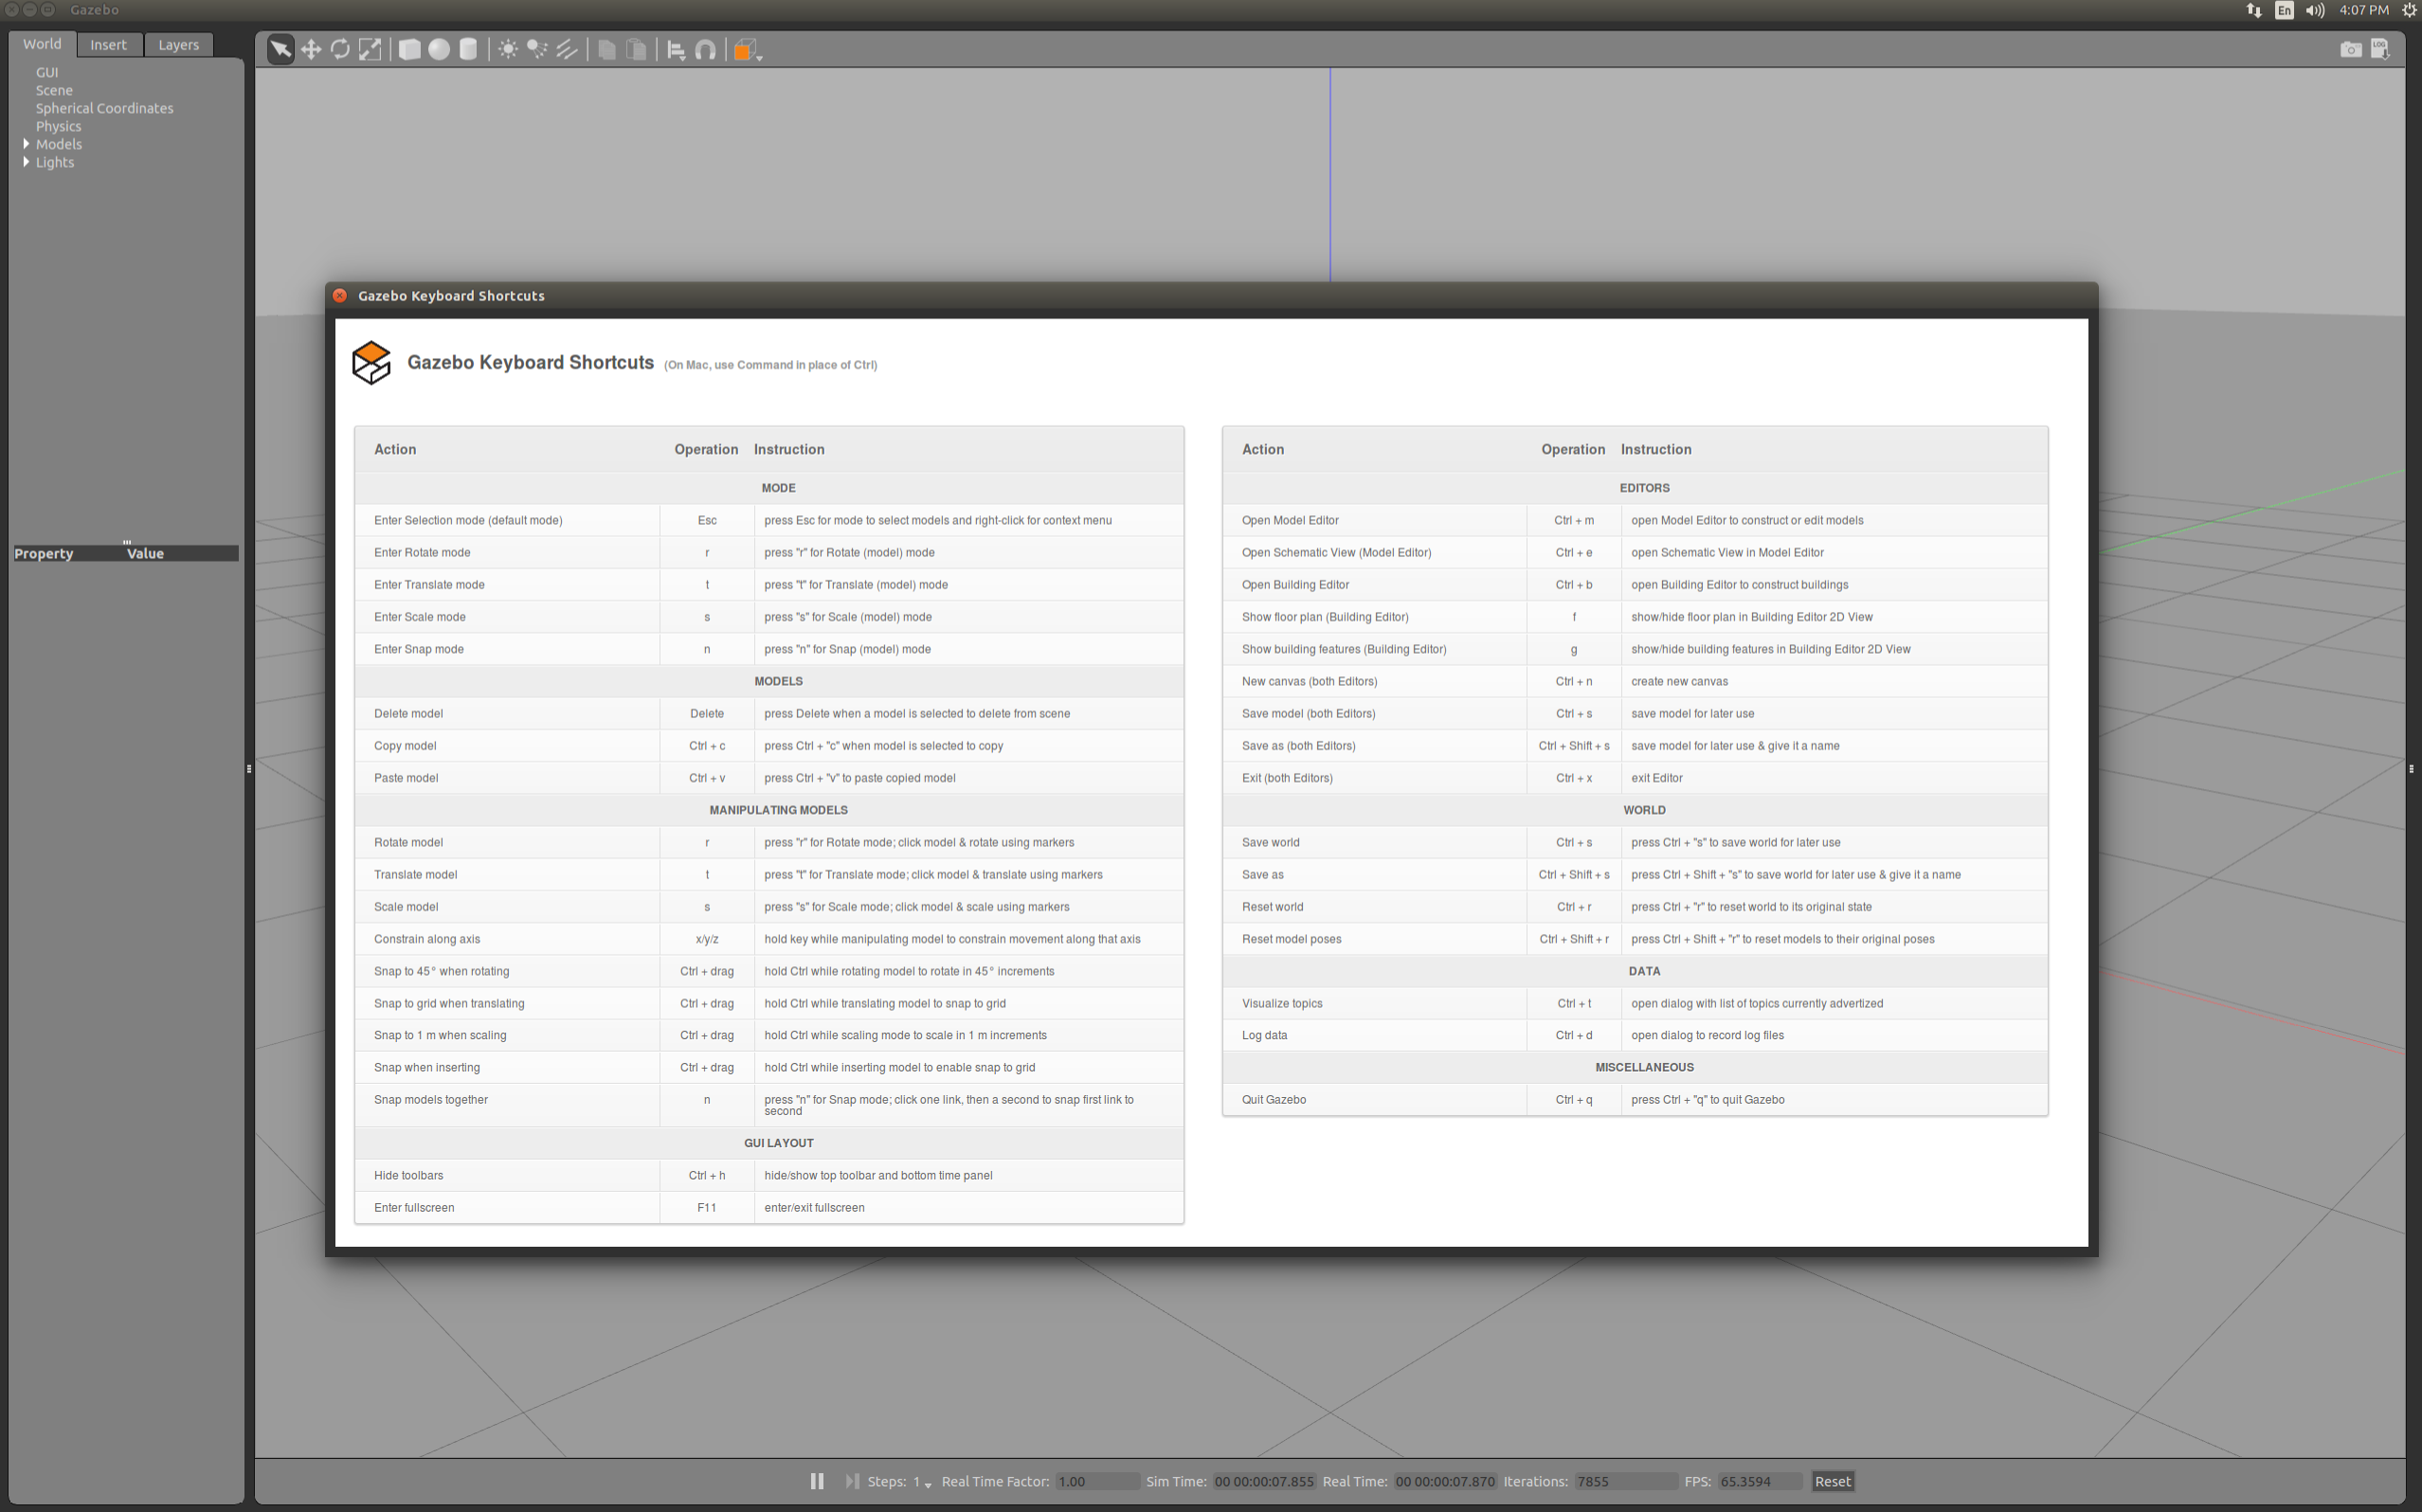 Gazebo
En
4:07 PM
World
Insert
Layers
GUI
Scene
Spherical Coordinates
Physics
Models
Lights
Property Value
LOG
Gazebo Keyboard Shortcuts
Gazebo Keyboard Shortcuts (On Mac, use Command in place of Ctrl)
Action Operation Instruction
MODE
Enter Selection mode (default mode) Esc press Esc for mode to select models and right-click for context menu
Enter Rotate mode r press "r" for Rotate (model) mode
Enter Translate mode t press "t" for Translate (model) mode
Enter Scale mode s press "s" for Scale (model) mode
Enter Snap mode n press "n" for Snap (model) mode
MODELS
Delete model Delete press Delete when a model is selected to delete from scene
Copy model Ctrl + c press Ctrl + "c" when model is selected to copy
Paste model Ctrl + v press Ctrl + "v" to paste copied model
MANIPULATING MODELS
Rotate model r press "r" for Rotate mode; click model & rotate using markers
Translate model t press "t" for Translate mode; click model & translate using markers
Scale model s press "s" for Scale mode; click model & scale using markers
Constrain along axis x/y/z hold key while manipulating model to constrain movement along that axis
Snap to 45° when rotating Ctrl + drag hold Ctrl while rotating model to rotate in 45° increments
Snap to grid when translating Ctrl + drag hold Ctrl while translating model to snap to grid
Snap to 1 m when scaling Ctrl + drag hold Ctrl while scaling mode to scale in 1 m increments
Snap when inserting Ctrl + drag hold Ctrl while inserting model to enable snap to grid
Snap models together n press "n" for Snap mode; click one link, then a second to snap first link to
second
GUI LAYOUT
Hide toolbars Ctrl + h hide/show top toolbar and bottom time panel
Enter fullscreen F11 enter/exit fullscreen
Action Operation Instruction
EDITORS
Open Model Editor Ctrl + m open Model Editor to construct or edit models
Open Schematic View (Model Editor) Ctrl + e open Schematic View in Model Editor
Open Building Editor Ctrl + b open Building Editor to construct buildings
Show floor plan (Building Editor) f show/hide floor plan in Building Editor 2D View
Show building features (Building Editor) g show/hide building features in Building Editor 2D View
New canvas (both Editors) Ctrl + n create new canvas
Save model (both Editors) Ctrl + s save model for later use
Save as (both Editors) Ctrl + Shift + s save model for later use & give it a name
Exit (both Editors) Ctrl + x exit Editor
WORLD
Save world Ctrl + s press Ctrl + "s" to save world for later use
Save as Ctrl + Shift + s press Ctrl + Shift + "s" to save world for later use & give it a name
Reset world Ctrl + r press Ctrl + "r" to reset world to its original state
Reset model poses Ctrl + Shift + r press Ctrl + Shift + "r" to reset models to their original poses
DATA
Visualize topics Ctrl + t open dialog with list of topics currently advertized
Log data Ctrl + d open dialog to record log files
MISCELLANEOUS
Quit Gazebo Ctrl + q press Ctrl + "q" to quit Gazebo
Steps: 1 Real Time Factor: 1.00 Sim Time: 00 00:00:07.855 Real Time: 00 00:00:07.870 Iterations: 7855 FPS: 65.3594 Reset